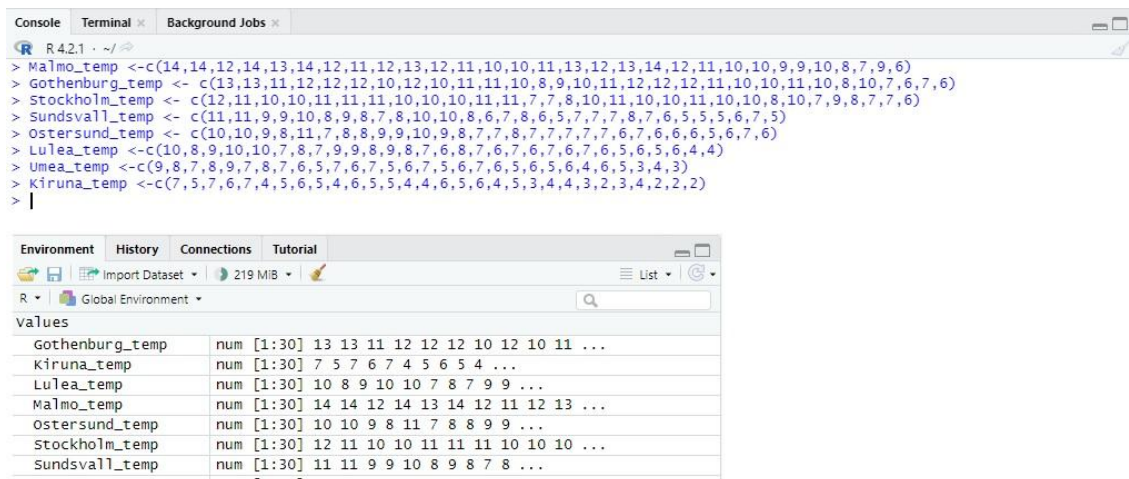 Console Terminal × Background Jobs ×
R R 4.2.1 · ~/
> Malmo_temp <-c(14,14,12,14,13,14,12,11,12,13,12,11,10,10,11,13,12,13,14,12,11,10,10,9,9,10,8,7,9,6)
> Gothenburg_temp <- c(13,13,11,12,12,12,10,12,10,11,11,10,8,9,10,11,12,12,12,11,10,10,11,10,8,10,7,6,7,6)
> Stockholm_temp <- c(12,11,10,10,11,11,11,10,10,10,11,11,7,7,8,10,11,10,10,11,10,10,8,10,7,9,8,7,7,6)
> Sundsvall_temp <- c(11,11,9,9,10,8,9,8,7,8,10,10,8,6,7,8,6,5,7,7,7,8,7,6,5,5,5,6,7,5)
> Ostersund_temp <- c(10,10,9,8,11,7,8,8,9,9,10,9,8,7,7,8,7,7,7,7,7,6,7,6,6,6,5,6,7,6)
> Lulea_temp <-c(10,8,9,10,10,7,8,7,9,9,8,9,8,7,6,8,7,6,7,6,7,6,7,6,5,6,5,6,4,4)
> Umea_temp <-c(9,8,7,8,9,7,8,7,6,5,7,6,7,5,6,7,5,6,7,6,5,6,5,6,4,6,5,3,4,3)
> Kiruna_temp <-c(7,5,7,6,7,4,5,6,5,4,6,5,5,4,4,6,5,6,4,5,3,4,4,3,2,3,4,2,2,2)
>
Environment History Connections Tutorial
Import Dataset 219 MiB List
R Global Environment
Values
Gothenburg_temp num [1:30] 13 13 11 12 12 12 10 12 10 11 ...
Kiruna_temp num [1:30] 7 5 7 6 7 4 5 6 5 4 ...
Lulea_temp num [1:30] 10 8 9 10 10 7 8 7 9 9 ...
Malmo_temp num [1:30] 14 14 12 14 13 14 12 11 12 13 ...
Ostersund_temp num [1:30] 10 10 9 8 11 7 8 8 9 9 ...
Stockholm_temp num [1:30] 12 11 10 10 11 11 11 10 10 10 ...
Sundsvall_temp num [1:30] 11 11 9 9 10 8 9 8 7 8 ...